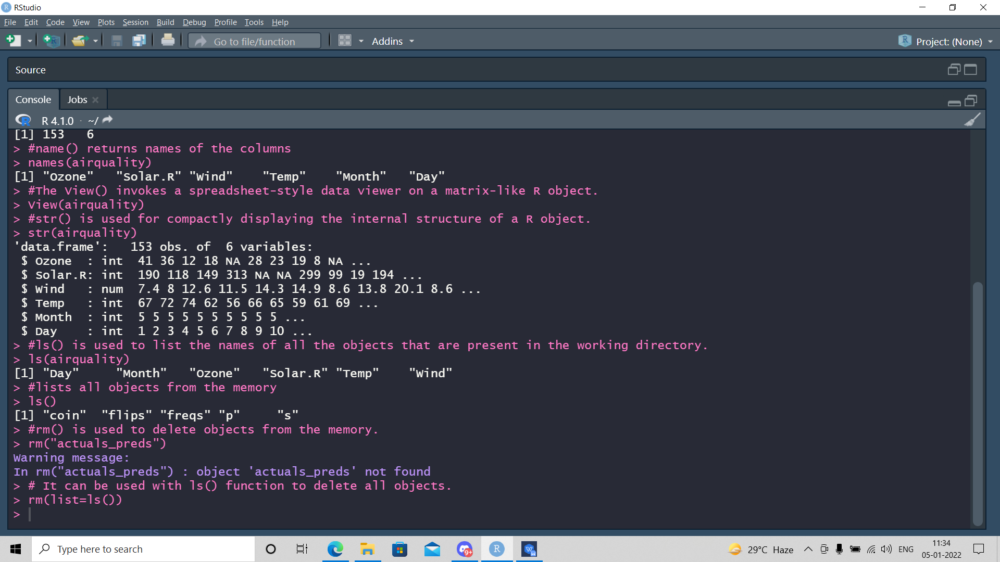 RStudio
File Edit Code View Plots Session Build Debug Profile Tools Help
Go to file/function Addins Project: (None)
Source
Console Jobs
R 4.1.0 · ~/
[1] 153   6
> #name() returns names of the columns
> names(airquality)
[1] "Ozone"   "Solar.R" "Wind"    "Temp"    "Month"   "Day"
> #The View() invokes a spreadsheet-style data viewer on a matrix-like R object.
> View(airquality)
> #str() is used for compactly displaying the internal structure of a R object.
> str(airquality)
'data.frame':   153 obs. of  6 variables:
 $ Ozone  : int  41 36 12 18 NA 28 23 19 8 NA ...
 $ Solar.R: int  190 118 149 313 NA NA 299 99 19 194 ...
 $ Wind   : num  7.4 8 12.6 11.5 14.3 14.9 8.6 13.8 20.1 8.6 ...
 $ Temp   : int  67 72 74 62 56 66 65 59 61 69 ...
 $ Month  : int  5 5 5 5 5 5 5 5 5 5 ...
 $ Day    : int  1 2 3 4 5 6 7 8 9 10 ...
> #ls() is used to list the names of all the objects that are present in the working directory.
> ls(airquality)
[1] "Day"     "Month"   "Ozone"   "Solar.R" "Temp"    "Wind"
> #lists all objects from the memory
> ls()
[1] "coin"  "flips" "freqs" "p"     "s"
> #rm() is used to delete objects from the memory.
> rm("actuals_preds")
Warning message:
In rm("actuals_preds") : object 'actuals_preds' not found
> # It can be used with ls() function to delete all objects.
> rm(list=ls())
>
Type here to search 9+ R W 29°C Haze ENG 11:34
05-01-2022